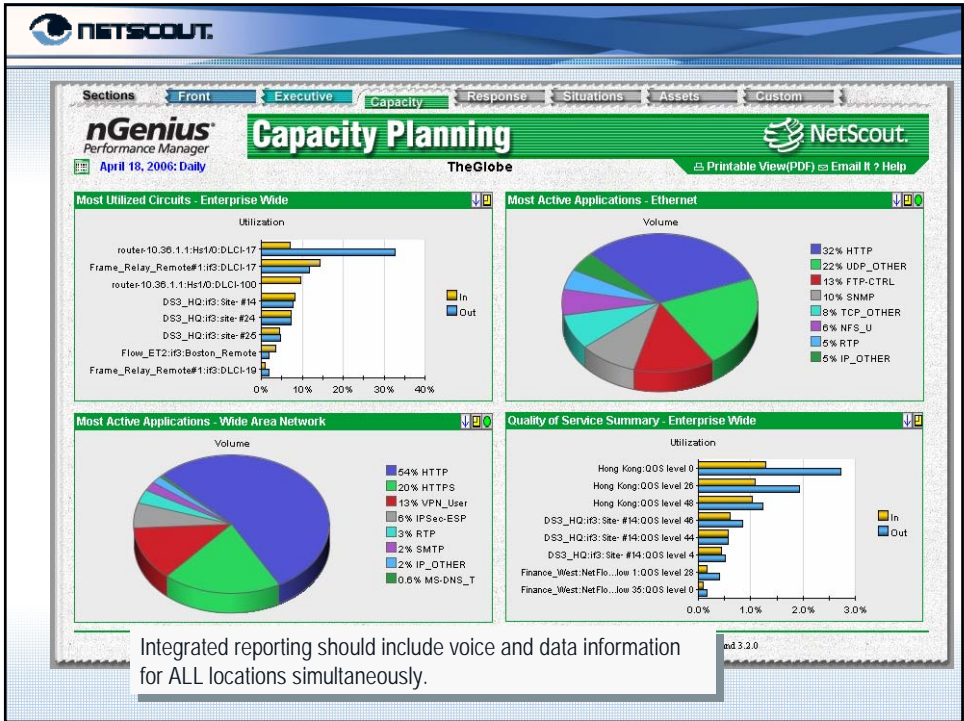 NETSCOUT.
Sections Front Executive Capacity Response Situations Assets Custom
nGenius
Performance Manager
Capacity Planning
NetScout.
April 18, 2006: Daily
TheGlobe
Printable View(PDF) Email It ? Help
Most Utilized Circuits - Enterprise Wide
Utilization
router-10.36.1.1:Hs1/0:DLCI-17
Frame_Relay_Remote#1:if3:DLCI-17
router-10.36.1.1:Hs1/0:DLCI-100
DS3_HQ:if3:Site- #14
DS3_HQ:if3:site-#24
DS3_HQ:if3:site-#25
Flow_ET2:if3:Boston_Remote
Frame_Relay_Remote#1:if3:DLCI-19
0% 10% 20% 30% 40%
In
Out
Most Active Applications - Ethernet
Volume
32% HTTP
22% UDP_OTHER
13% FTP-CTRL
10% SNMP
8% TCP_OTHER
6% NFS_U
5% RTP
5% IP_OTHER
Most Active Applications - Wide Area Network
Volume
54% HTTP
20% HTTPS
13% VPN_User
6% IPSec-ESP
3% RTP
2% SMTP
2% IP_OTHER
0.6% MS-DNS_T
Quality of Service Summary - Enterprise Wide
Utilization
Hong Kong:QOS level 0
Hong Kong:QOS level 26
Hong Kong:QOS level 48
DS3_HQ:if3: Site- #14:QOS level 46
DS3_HQ:if3: Site- #14:QOS level 44
DS3_HQ:if3: Site- #14:QOS level 4
Finance_West:NetFlo...low 1:QOS level 28
Finance_West:NetFlo...low 35:QOS level 0
0.0% 1.0% 2.0% 3.0%
In
Out
3.2.0
Integrated reporting should include voice and data information
for ALL locations simultaneously.